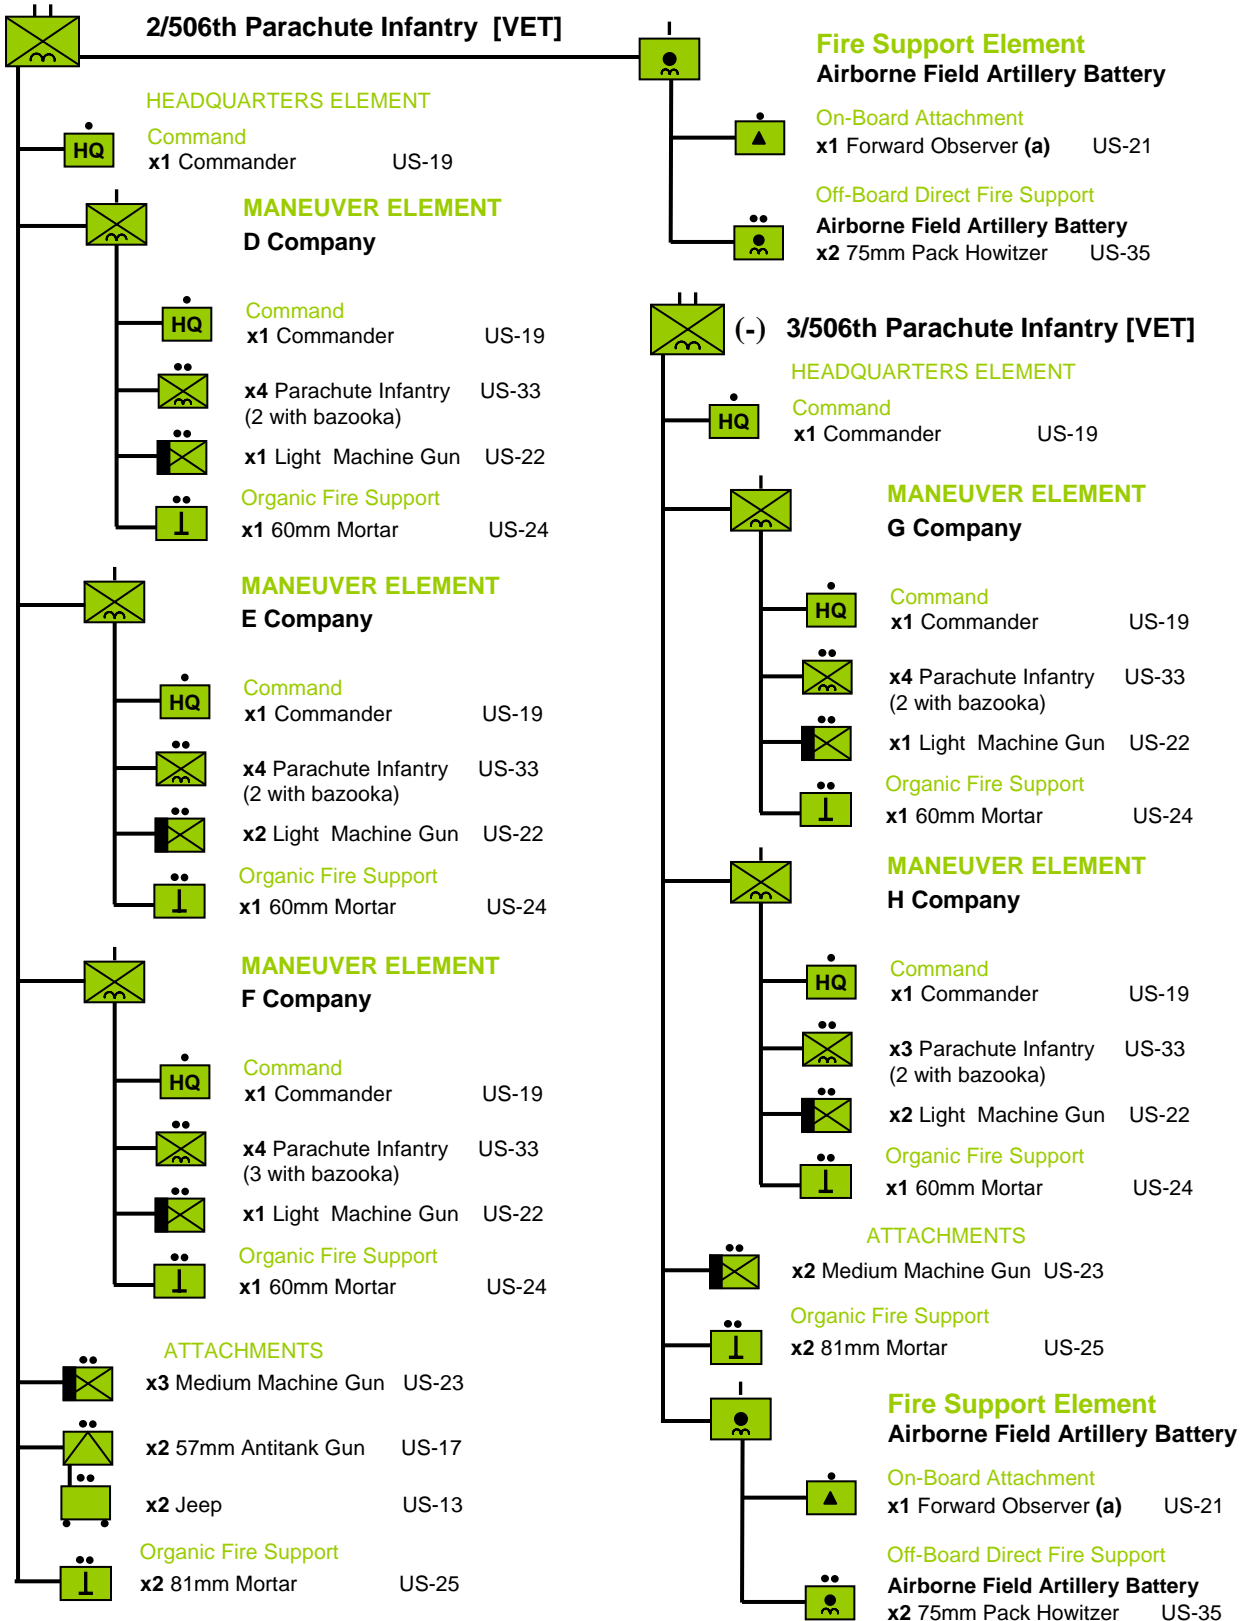 2/506th Parachute Infantry [VET]
HEADQUARTERS ELEMENT
HQ
Command
x1 Commander US-19
MANEUVER ELEMENT
D Company
HQ
Command
x1 Commander US-19
x4 Parachute Infantry US-33
(2 with bazooka)
x1 Light Machine Gun US-22
Organic Fire Support
x1 60mm Mortar US-24
MANEUVER ELEMENT
E Company
HQ
Command
x1 Commander US-19
x4 Parachute Infantry US-33
(2 with bazooka)
x2 Light Machine Gun US-22
Organic Fire Support
x1 60mm Mortar US-24
MANEUVER ELEMENT
F Company
HQ
Command
x1 Commander US-19
x4 Parachute Infantry US-33
(3 with bazooka)
x1 Light Machine Gun US-22
Organic Fire Support
x1 60mm Mortar US-24
ATTACHMENTS
x3 Medium Machine Gun US-23
x2 57mm Antitank Gun US-17
x2 Jeep US-13
Organic Fire Support
x2 81mm Mortar US-25
Fire Support Element
Airborne Field Artillery Battery
On-Board Attachment
x1 Forward Observer (a) US-21
Off-Board Direct Fire Support
Airborne Field Artillery Battery
x2 75mm Pack Howitzer US-35
(-) 3/506th Parachute Infantry [VET]
HEADQUARTERS ELEMENT
HQ
Command
x1 Commander US-19
MANEUVER ELEMENT
G Company
HQ
Command
x1 Commander US-19
x4 Parachute Infantry US-33
(2 with bazooka)
x1 Light Machine Gun US-22
Organic Fire Support
x1 60mm Mortar US-24
MANEUVER ELEMENT
H Company
HQ
Command
x1 Commander US-19
x3 Parachute Infantry US-33
(2 with bazooka)
x2 Light Machine Gun US-22
Organic Fire Support
x1 60mm Mortar US-24
ATTACHMENTS
x2 Medium Machine Gun US-23
Organic Fire Support
x2 81mm Mortar US-25
Fire Support Element
Airborne Field Artillery Battery
On-Board Attachment
x1 Forward Observer (a) US-21
Off-Board Direct Fire Support
Airborne Field Artillery Battery
x2 75mm Pack Howitzer US-35